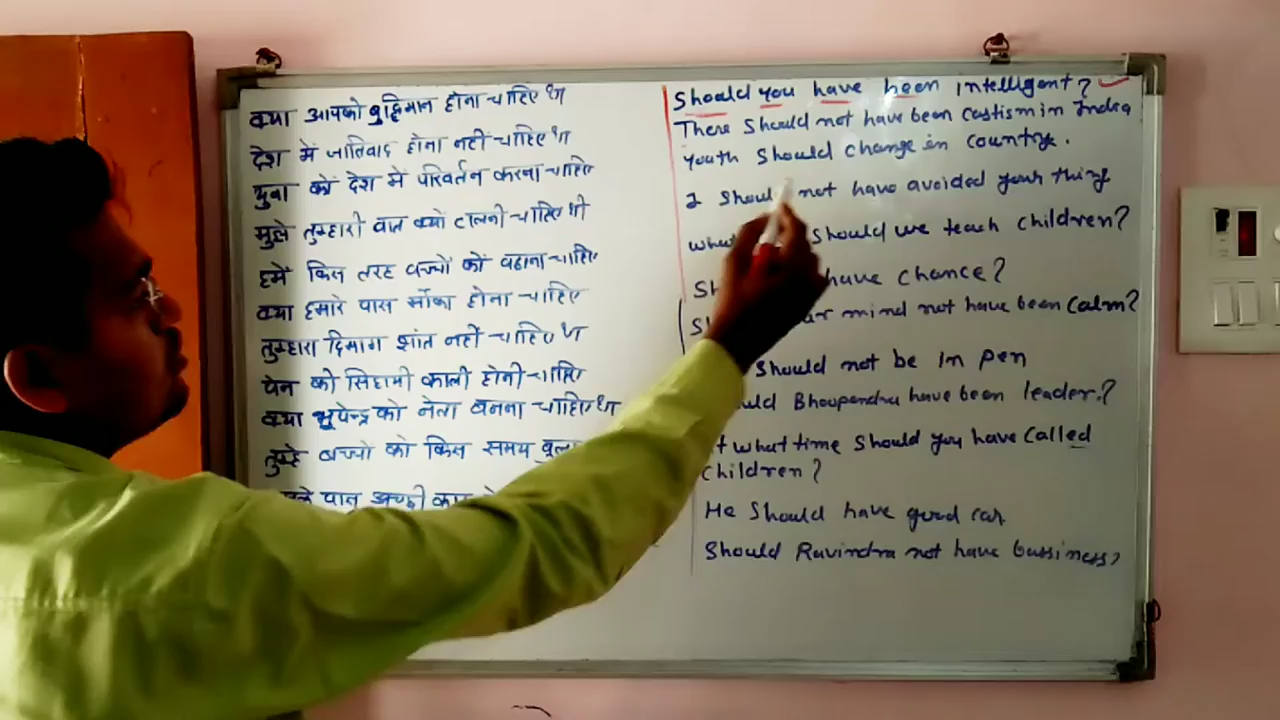 क्या आपको बुद्धिमान होना चाहिए था
देश में जातिवाद होना नहीं चाहिए था
युवा को देश में परिवर्तन करना चाहिए
मुझे तुम्हारी बात क्यों टालनी चाहिए थी
हमें किस तरह बच्चों को पढाना चाहिए
क्या हमारे पास मौका होना चाहिए
तुम्हारा दिमाग शांत नहीं चाहिए था
पेन की सिहामी काली होनी चाहिए
क्या भूपेन्द्र को नेता बनना चाहिए था
तुम्हे बच्चो को किस समय
पास अच्छी
Should you have been intelligent?
There should not have been castism in India
Youth should change in country.
I should not have avoided your thing
should we teach children?
have chance?
mind not have been calm?
should not be in pen
Bhoopendra have been leader?
what time should you have called
children?
He should have good car
Should Ravindra not have bussiness?